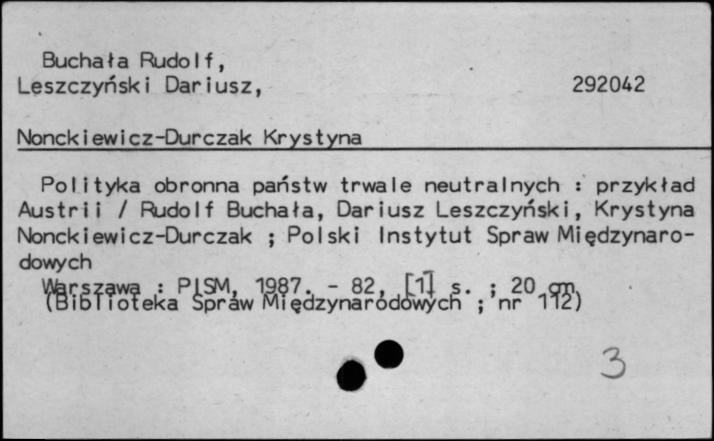 Buchała Rudolf,
Leszczyński Dariusz, 292042
Nonckiewicz-Durczak Krystyna
Polityka obronna państw trwale neutralnych : przykład
Austrii / Rudolf Buchała, Dariusz Leszczyński, Krystyna
Nonckiewicz-Durczak ; Polski Instytut Spraw Międzynaro-
dowych
Warszawa : PISM, 1987. - 82, [1] s. ; 20 cm.
(Biblioteka Spraw Międzynarodowych ; nr 112)
3